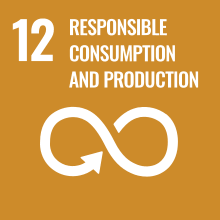 12 RESPONSIBLE
CONSUMPTION
AND PRODUCTION